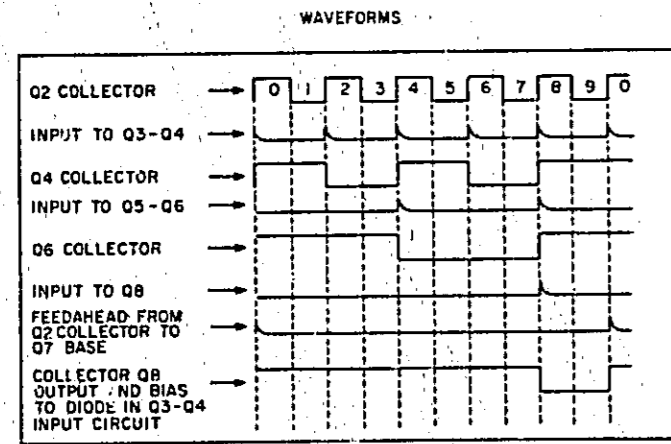 WAVEFORMS
Q2 COLLECTOR
0 1 2 3 4 5 6 7 8 9 0
INPUT TO Q3-Q4
Q4 COLLECTOR
INPUT TO Q5-Q6
Q6 COLLECTOR
INPUT TO Q8
FEEDAHEAD FROM
Q2 COLLECTOR TO
Q7 BASE
COLLECTOR Q8
OUTPUT AND BIAS
TO DIODE IN Q3-Q4
INPUT CIRCUIT